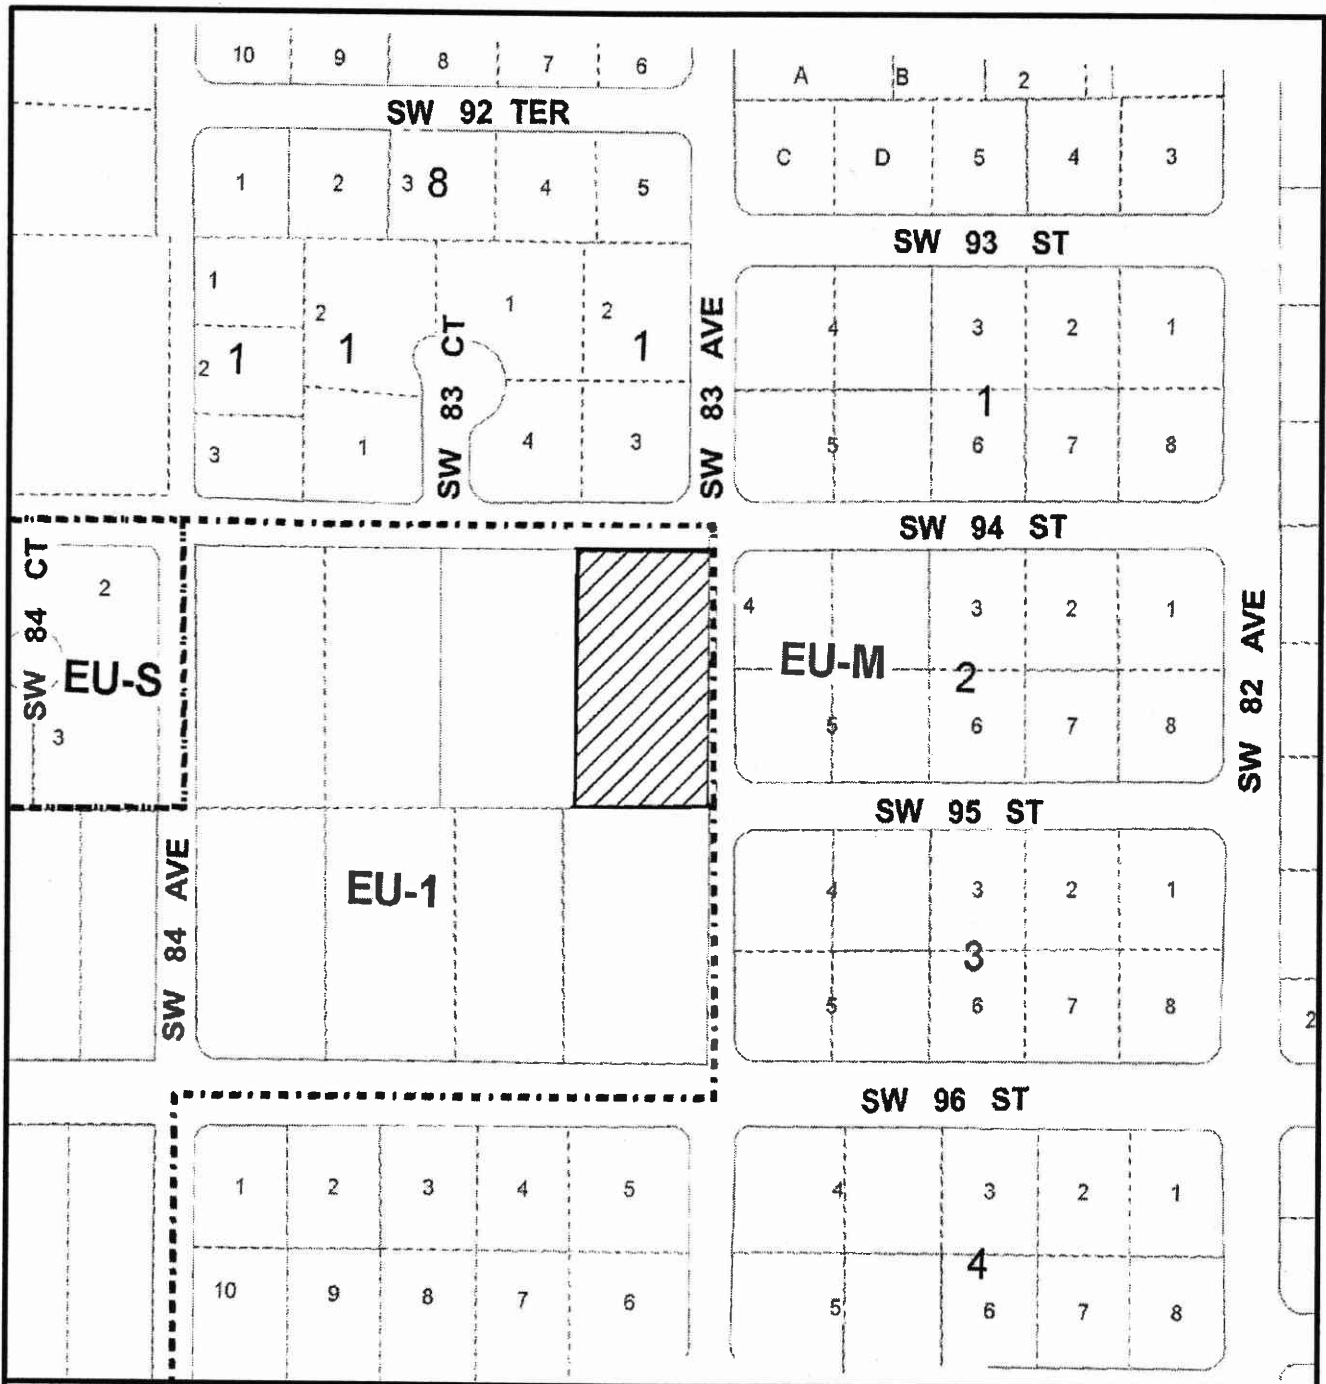 10 9 8 7 6
A B 2
SW 92 TER
C D 5 4 3
1 2 3 8 4 5
SW 93 ST
1
2
1 2
2 1
1
1
3 1
4 3
SW 83 CT
SW 83 AVE
4 3 2 1
1
5 6 7 8
SW 94 ST
SW 84 CT
2
EU-S
3
4 3 2 1
EU-M
2
5 6 7 8
SW 82 AVE
SW 95 ST
SW 84 AVE
EU-1
4 3 2 1
3
5 6 7 8
2
SW 96 ST
1 2 3 4 5
10 9 8 7 6
4 3 2 1
4
5 6 7 8